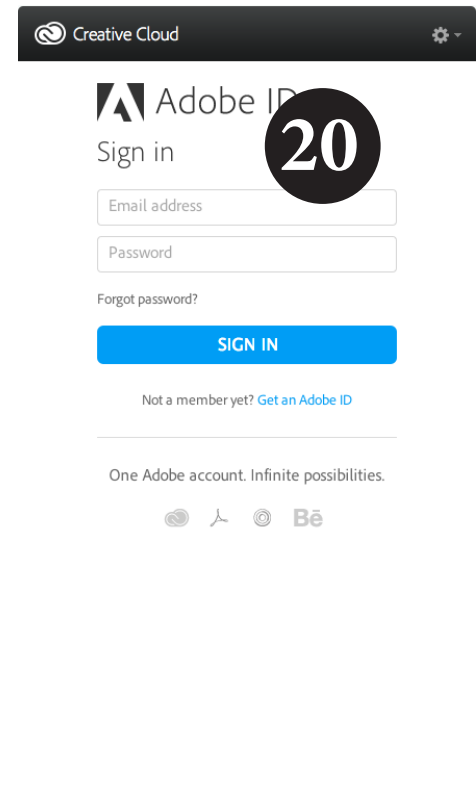 Creative Cloud
Adobe ID
20
Sign in
Email address
Password
Forgot password?
SIGN IN
Not a member yet? Get an Adobe ID
One Adobe account. Infinite possibilities.
Bē